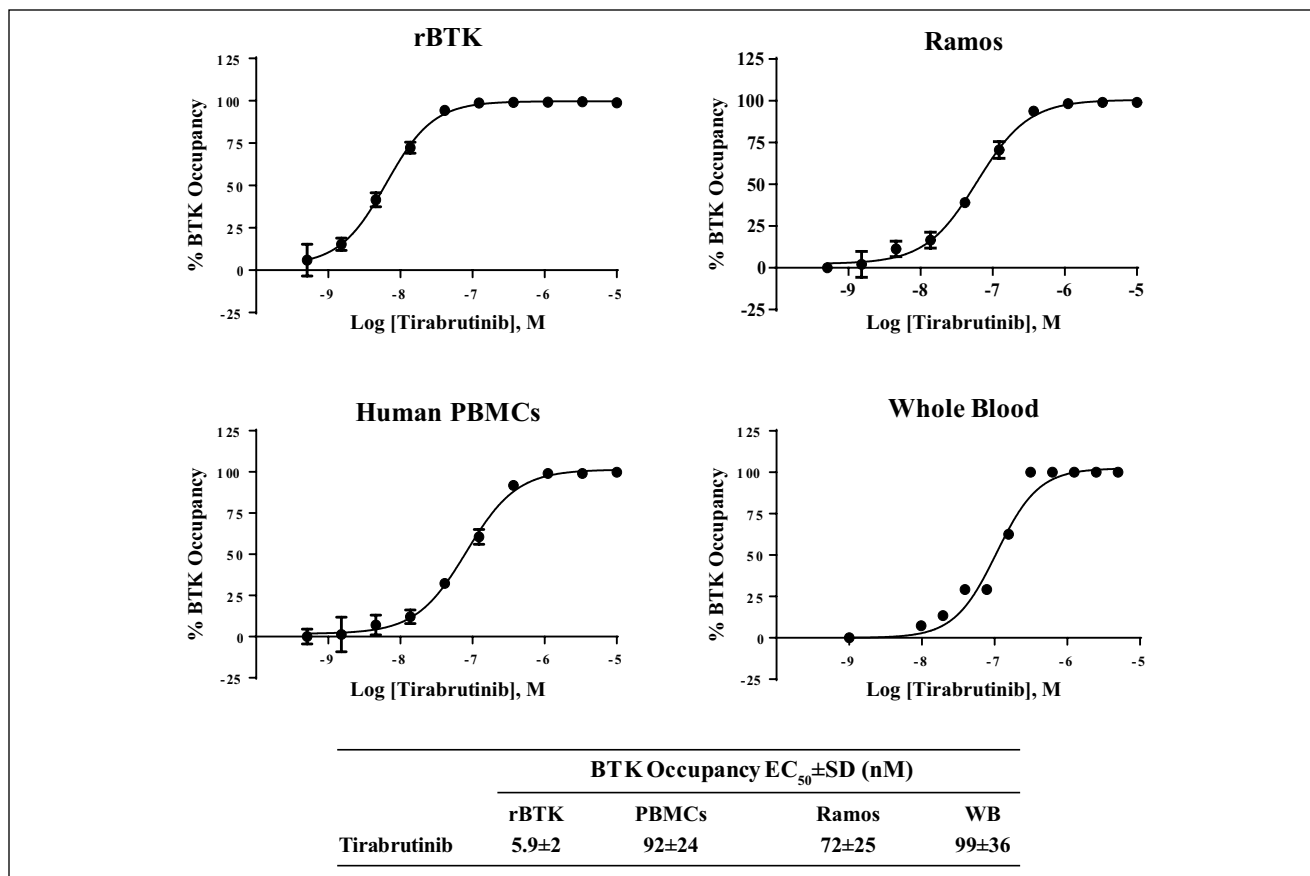 rBTK
% BTK Occupancy
125
100
75
50
25
0
-25
-9 -8 -7 -6 -5
Log [Tirabrutinib], M
Ramos
% BTK Occupancy
125
100
75
50
25
0
-25
-9 -8 -7 -6 -5
Log [Tirabrutinib], M
Human PBMCs
% BTK Occupancy
125
100
75
50
25
0
-25
-9 -8 -7 -6 -5
Log [Tirabrutinib], M
Whole Blood
% BTK Occupancy
125
100
75
50
25
0
-25
-9 -8 -7 -6 -5
Log [Tirabrutinib], M
BTK Occupancy EC50±SD (nM)
rBTK PBMCs Ramos WB
Tirabrutinib 5.9±2 92±24 72±25 99±36